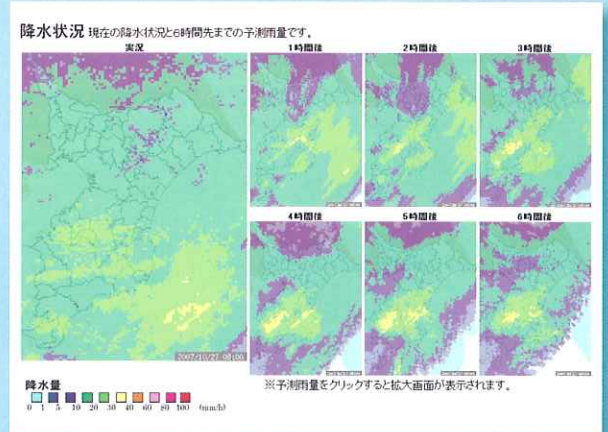 降水状況 現在の降水状況と6時間先までの予測雨量です。
実況
1時間後
2時間後
3時間後
4時間後
5時間後
6時間後
2007/10/27 08:00
降水量
※予測雨量をクリックすると拡大画面が表示されます。
0 1 5 10 20 30 40 60 80 100 (mm/h)